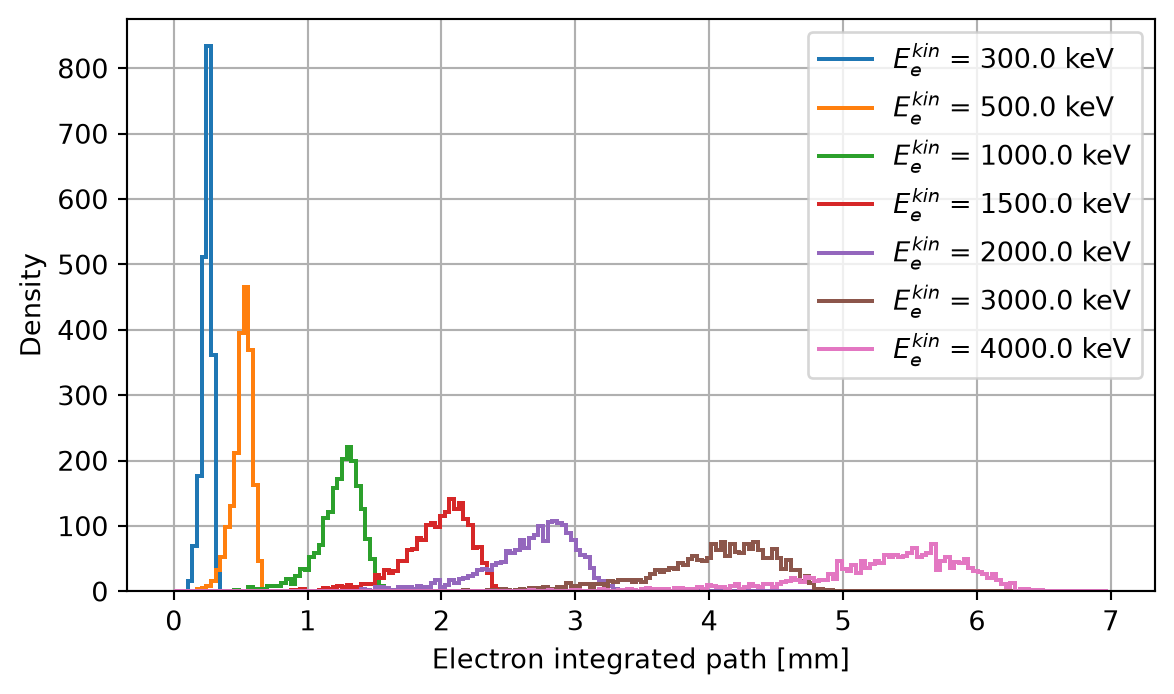 800
700
600
500
400
300
200
100
0
Density
0 1 2 3 4 5 6 7
Electron integrated path [mm]
$E_e^{kin}$ = 300.0 keV
$E_e^{kin}$ = 500.0 keV
$E_e^{kin}$ = 1000.0 keV
$E_e^{kin}$ = 1500.0 keV
$E_e^{kin}$ = 2000.0 keV
$E_e^{kin}$ = 3000.0 keV
$E_e^{kin}$ = 4000.0 keV